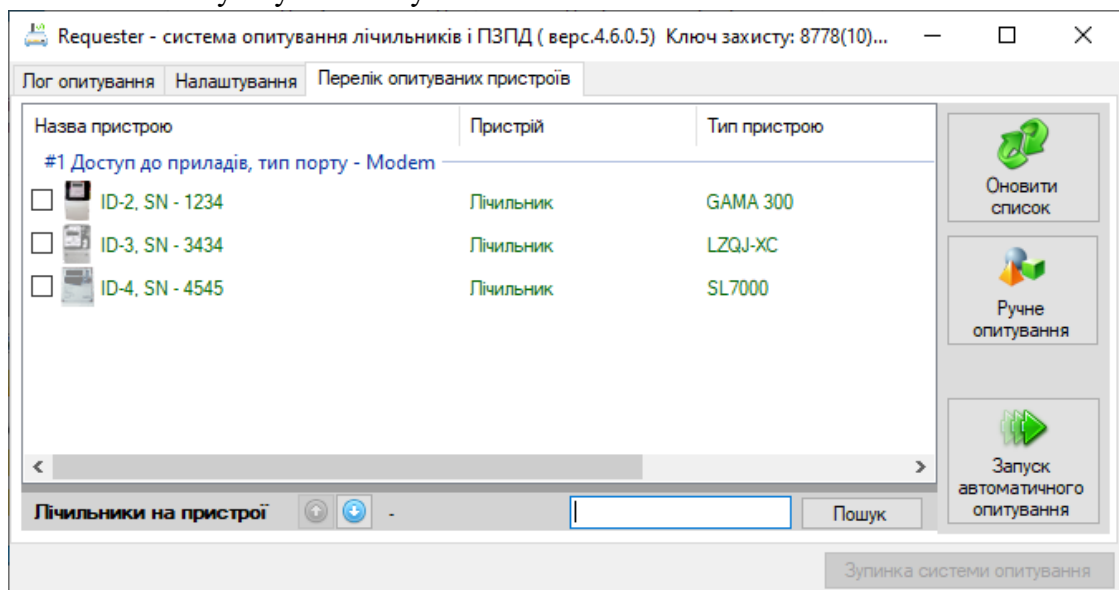 Requester - система опитування лічильників і ПЗПД ( верс.4.6.0.5) Ключ захисту: 8778(10)...
Лог опитування Налаштування Перелік опитуваних пристроїв
Назва пристрою Пристрій Тип пристрою
#1 Доступ до приладів, тип порту - Modem
ID-2, SN - 1234 Лічильник GAMA 300
ID-3, SN - 3434 Лічильник LZQJ-XC
ID-4, SN - 4545 Лічильник SL7000
Оновити
список
Ручне
опитування
Запуск
автоматичного
опитування
Лічильники на пристрої - Пошук
Зупинка системи опитування